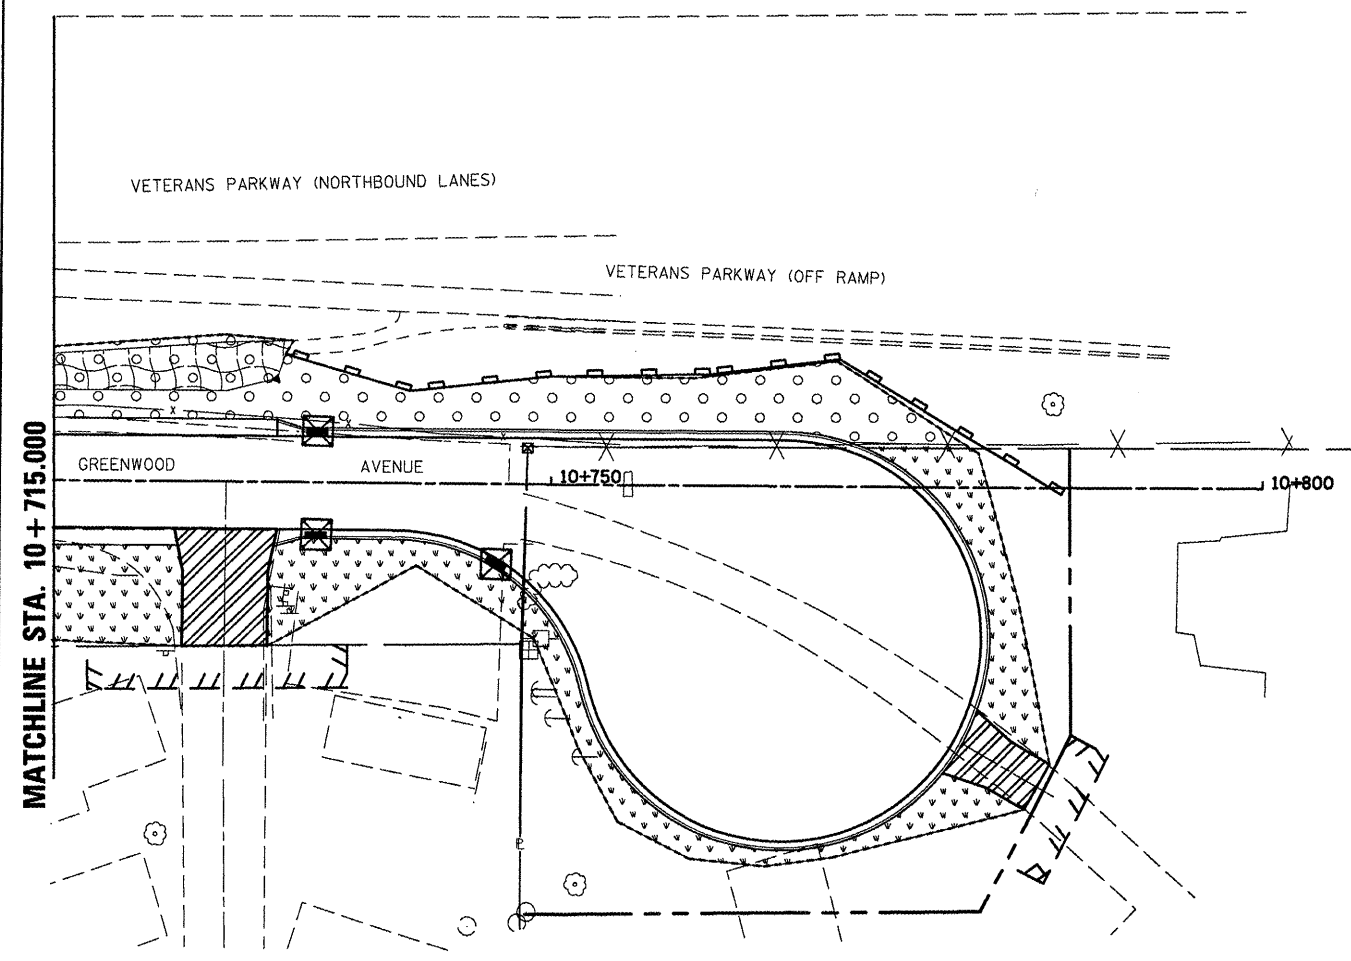 VETERANS PARKWAY (NORTHBOUND LANES)
VETERANS PARKWAY (OFF RAMP)
GREENWOOD AVENUE
10+750
10+800
MATCHLINE STA. 10+715.000